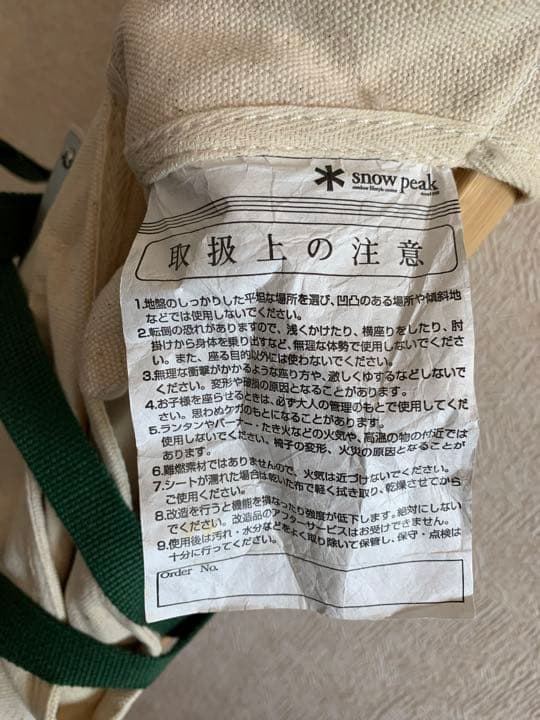 snow peak
取扱上の注意
1.地盤のしっかりした平坦な場所を選び、凹凸のある場所や傾斜地
などでは使用しないでください。
2.転倒の恐れがありますので、浅くかけたり、横座りをしたり、肘
掛けから身体を乗り出すなど、無理な体勢で使用しないでくださ
い。また、座る目的以外には使わないでください。
3.無理な衝撃がかかるような座り方や、激しくゆするなどしないで
ください。変形や破損の原因となることがあります。
4.お子様を座らせるときは、必ず大人の管理のもとで使用してくだ
さい。思わぬケガのもとになることがあります。
5.ランタンやバーナー・たき火などの火気や、高温の物の付近では
使用しないでください。椅子の変形、火災の原因となることが
6.難燃素材ではありませんので、火気は近づけないでください。
7.シートが濡れた場合は乾いた布で軽く拭き取り、乾燥させてから
ご使用ください。
8.改造を行うと機能を損なったり強度が低下します。絶対にしない
でください。改造品のアフターサービスはお受けできません。
9.使用後は汚れ・水分などをよく取り除いて保管し、保守・点検は
十分に行ってください。
Order No.